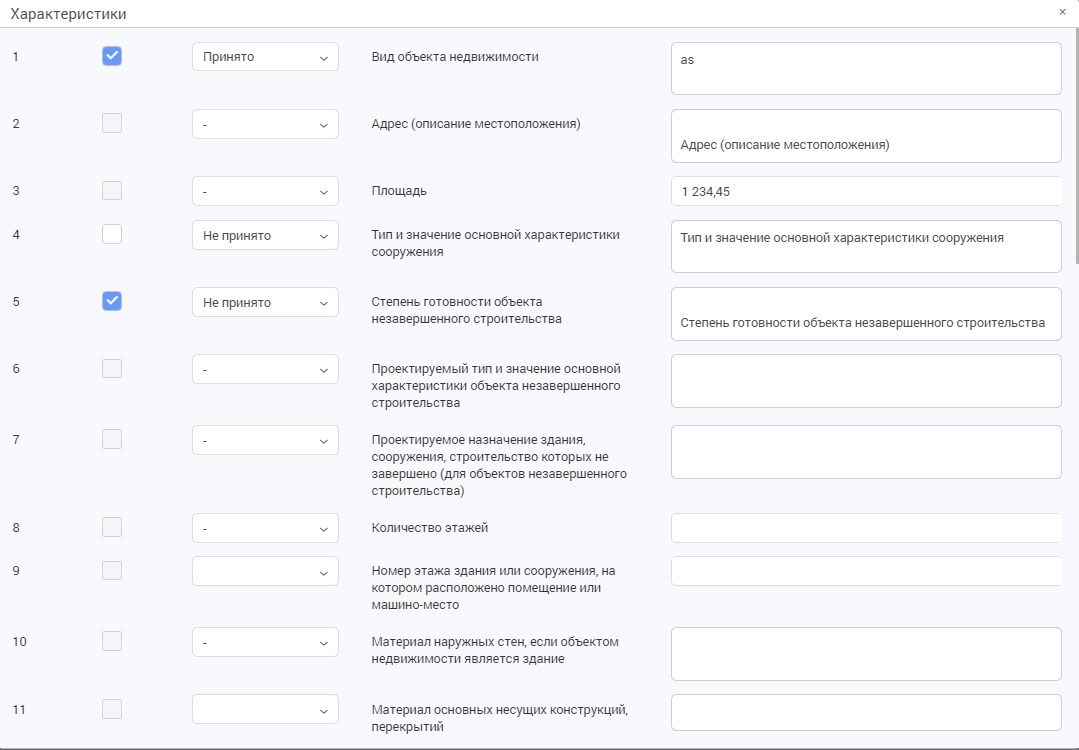 Характеристики ×
1 Принято Вид объекта недвижимости as
2 - Адрес (описание местоположения) Адрес (описание местоположения)
3 - Площадь 1 234,45
4 Не принято Тип и значение основной характеристики Тип и значение основной характеристики сооружения
сооружения
5 Не принято Степень готовности объекта
незавершенного строительства Степень готовности объекта незавершенного строительства
6 - Проектируемый тип и значение основной
характеристики объекта незавершенного
строительства
7 - Проектируемое назначение здания,
сооружения, строительство которых не
завершено (для объектов незавершенного
строительства)
8 - Количество этажей
9 Номер этажа здания или сооружения, на
котором расположено помещение или
машино-место
10 - Материал наружных стен, если объектом
недвижимости является здание
11 Материал основных несущих конструкций,
перекрытий